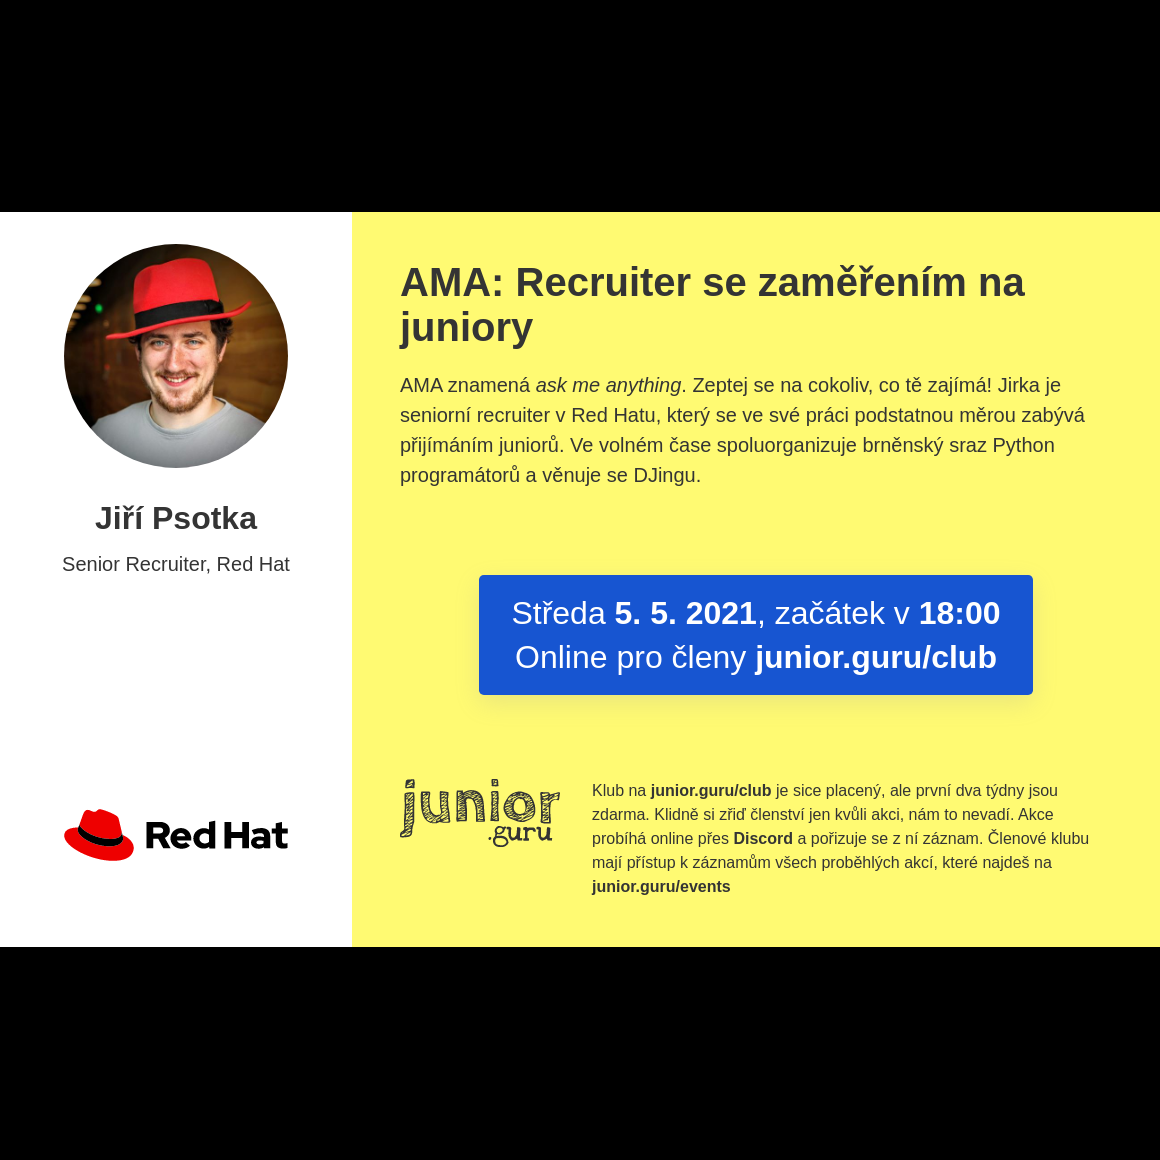 Jiří Psotka
Senior Recruiter, Red Hat
Red Hat
AMA: Recruiter se zaměřením na
juniory
AMA znamená ask me anything. Zeptej se na cokoliv, co tě zajímá! Jirka je
seniorní recruiter v Red Hatu, který se ve své práci podstatnou měrou zabývá
přijímáním juniorů. Ve volném čase spoluorganizuje brněnský sraz Python
programátorů a věnuje se DJingu.
Středa 5. 5. 2021, začátek v 18:00
Online pro členy junior.guru/club
junior
.guru
Klub na junior.guru/club je sice placený, ale první dva týdny jsou
zdarma. Klidně si zřiď členství jen kvůli akci, nám to nevadí. Akce
probíhá online přes Discord a pořizuje se z ní záznam. Členové klubu
mají přístup k záznamům všech proběhlých akcí, které najdeš na
junior.guru/events